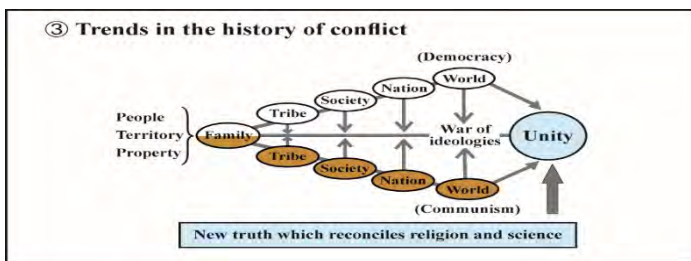 ③ Trends in the history of conflict
(Democracy)
World
Nation
Society
Tribe
People
Territory
Property
Family
War of
ideologies
Unity
Tribe
Society
Nation
World
(Communism)
New truth which reconciles religion and science